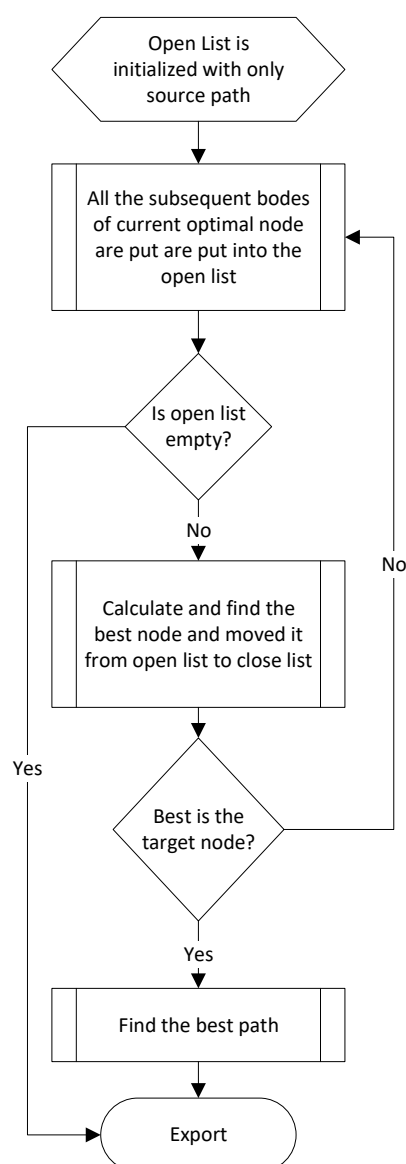 Open List is
initialized with only
source path
All the subsequent bodes
of current optimal node
are put are put into the
open list
Is open list
empty?
No
No
Calculate and find the
best node and moved it
from open list to close list
Yes
Best is the
target node?
Yes
Find the best path
Export